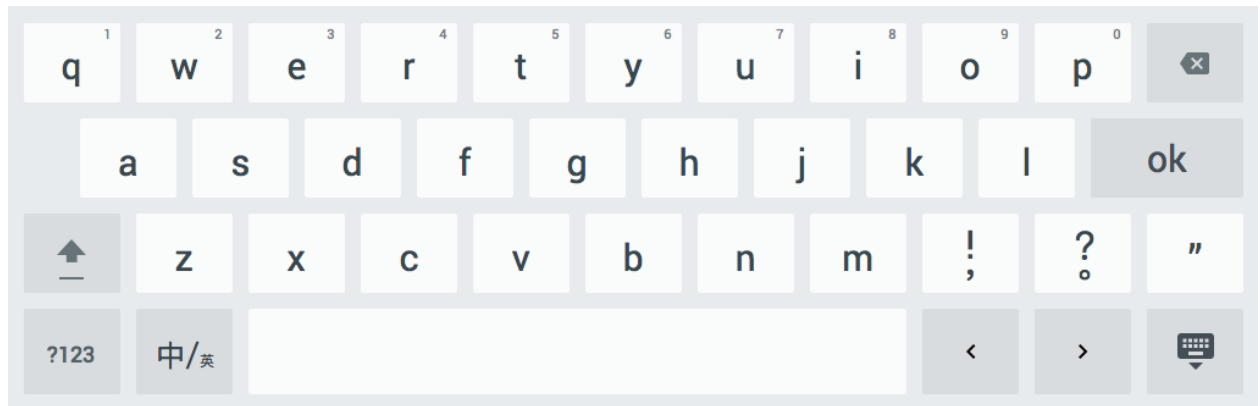 1 2 3 4 5 6 7 8 9 0
q w e r t y u i o p
a s d f g h j k l ok
z x c v b n m ! , ? 。 ”
?123 中/英 < >